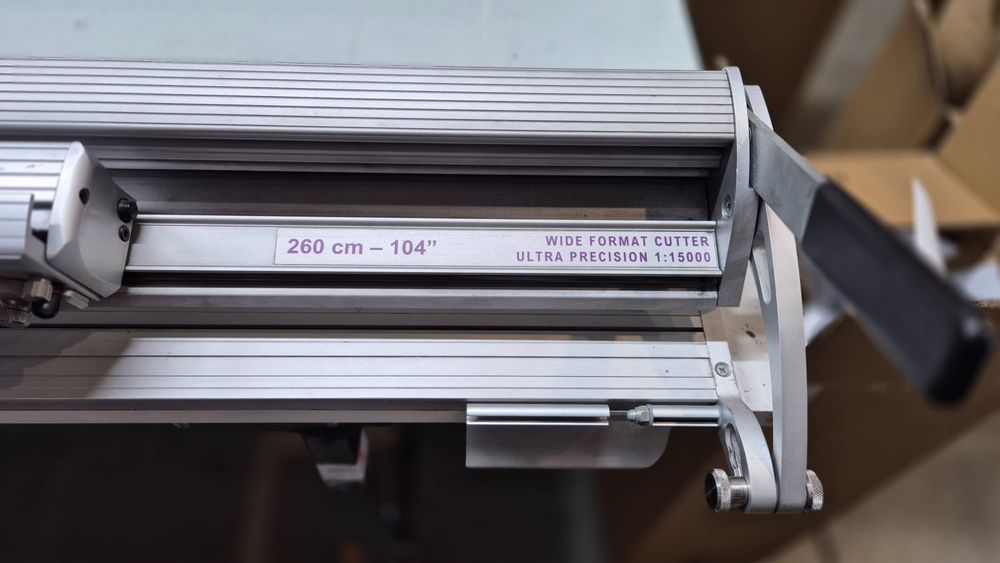 260 cm – 104”
WIDE FORMAT CUTTER
ULTRA PRECISION 1:15000